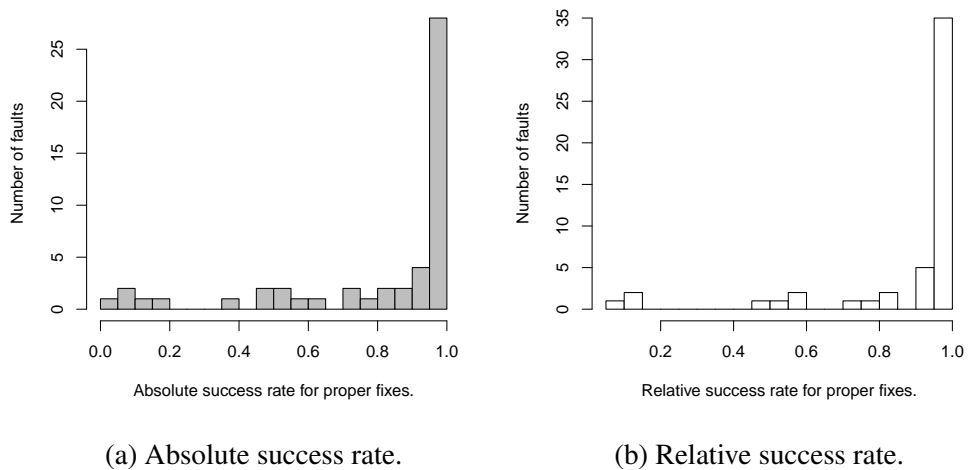 25
20
15
10
5
0
Number of faults
0.0 0.2 0.4 0.6 0.8 1.0
Absolute success rate for proper fixes.
(a) Absolute success rate.
35
30
25
20
15
10
5
0
Number of faults
0.2 0.4 0.6 0.8 1.0
Relative success rate for proper fixes.
(b) Relative success rate.